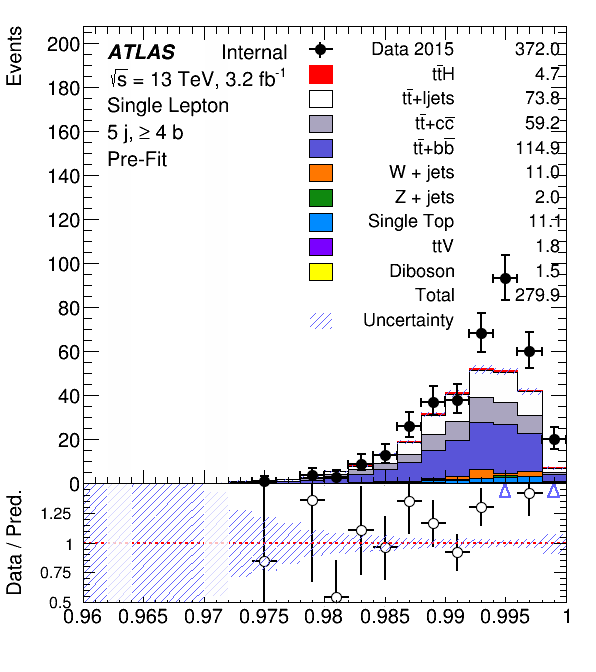 Events
ATLAS Internal
√s = 13 TeV, 3.2 fb⁻¹
Single Lepton
5 j, ≥ 4 b
Pre-Fit
Data 2015 372.0
tt̄H 4.7
tt̄+ljets 73.8
tt̄+cc̄ 59.2
tt̄+bb̄ 114.9
W + jets 11.0
Z + jets 2.0
Single Top 11.1
ttV 1.8
Diboson 1.5
Total 279.9
Uncertainty
200
180
160
140
120
100
80
60
40
20
0
Data / Pred.
1.25
1
0.75
0.5
0.96 0.965 0.97 0.975 0.98 0.985 0.99 0.995 1